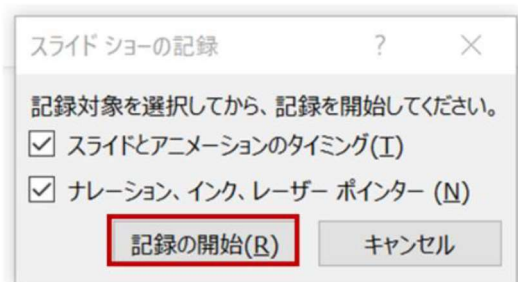 スライド ショーの記録 ? ×
記録対象を選択してから、記録を開始してください。
スライドとアニメーションのタイミング(T)
ナレーション、インク、レーザー ポインター (N)
記録の開始(R) キャンセル